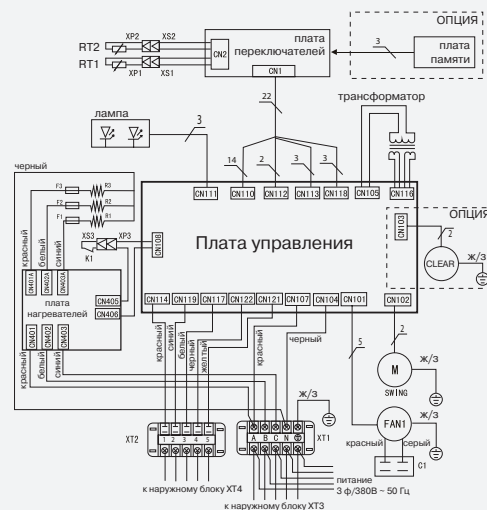 ОПЦИЯ
XP2 XS2
RT2
RT1
XP1 XS1
CN2
плата
переключателей
CN1
3
плата
памяти
22
трансформатор
лампа
3
14
2
3
3
черный
CN111
CN110
CN112
CN113
CN118
CN105
CN116
F3
R3
F2
R2
F1
R1
красный
белый
синий
XS3 XP3
K1
CN108
Плата управления
CN103
ОПЦИЯ
2
CLEAR
ж/з
CN401A
CN402A
CN403A
плата
нагревателей
CN405
CN406
CN401
CN402
CN403
CN114
CN119
CN117
CN122
CN121
CN107
CN104
CN101
CN102
красный
белый
синий
красный
синий
белый
черный
желтый
красный
черный
5
2
M
SWING
ж/з
ж/з
FAN1
ж/з
красный
серый
C1
XT2
1 2 3 4 5
A B C N
XT1
питание
3 ф/380В ~ 50 Гц
к наружному блоку XT4
к наружному блоку XT3